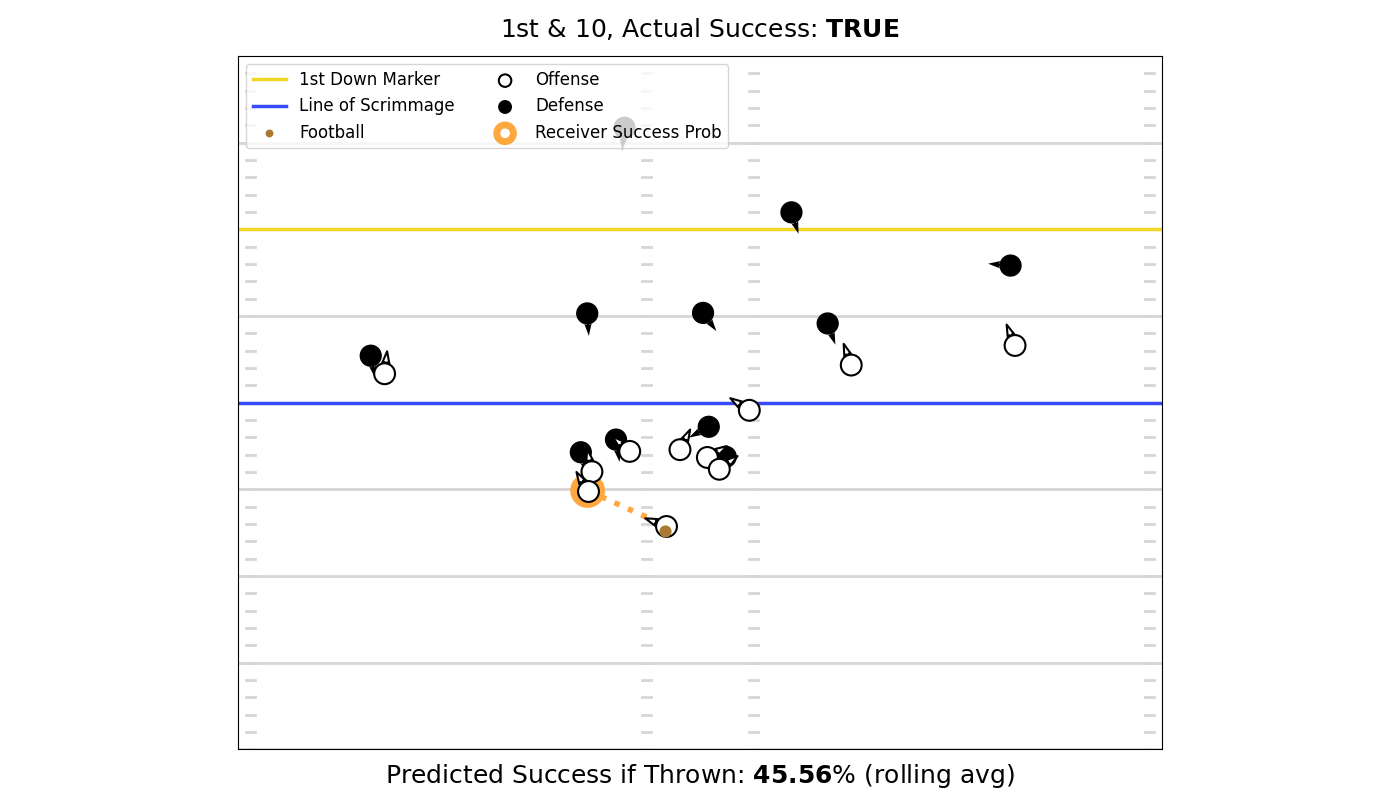 1st & 10, Actual Success: TRUE
1st Down Marker
Line of Scrimmage
Football
Offense
Defense
Receiver Success Prob
Predicted Success if Thrown: 45.56% (rolling avg)